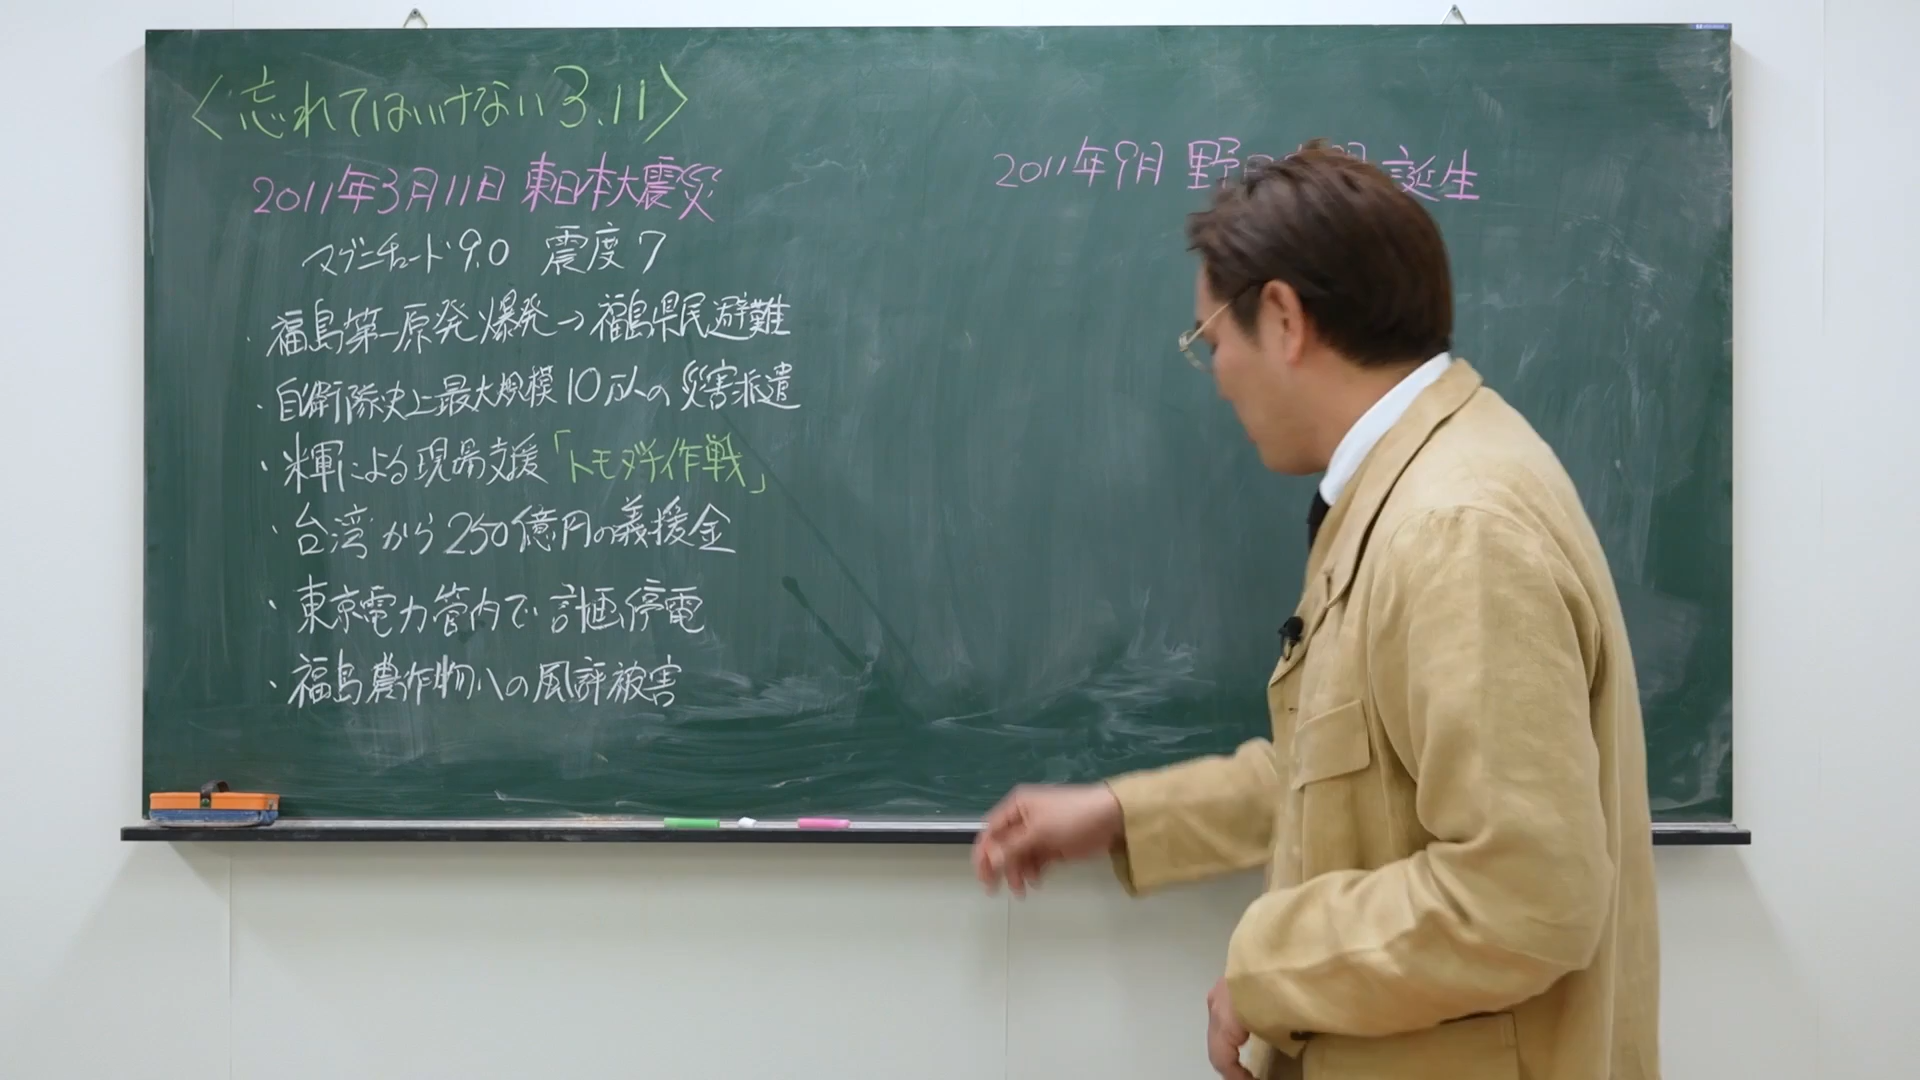 〈忘れてはいけない3.11〉
2011年3月11日 東日本大震災
マグニチュード9.0 震度7
・福島第一原発爆発→福島県民避難
・自衛隊史上最大規模10万人の災害派遣
・米軍による現場支援「トモダチ作戦」
・台湾から250億円の義援金
・東京電力管内で計画停電
・福島農作物への風評被害
2011年9月 野 誕生